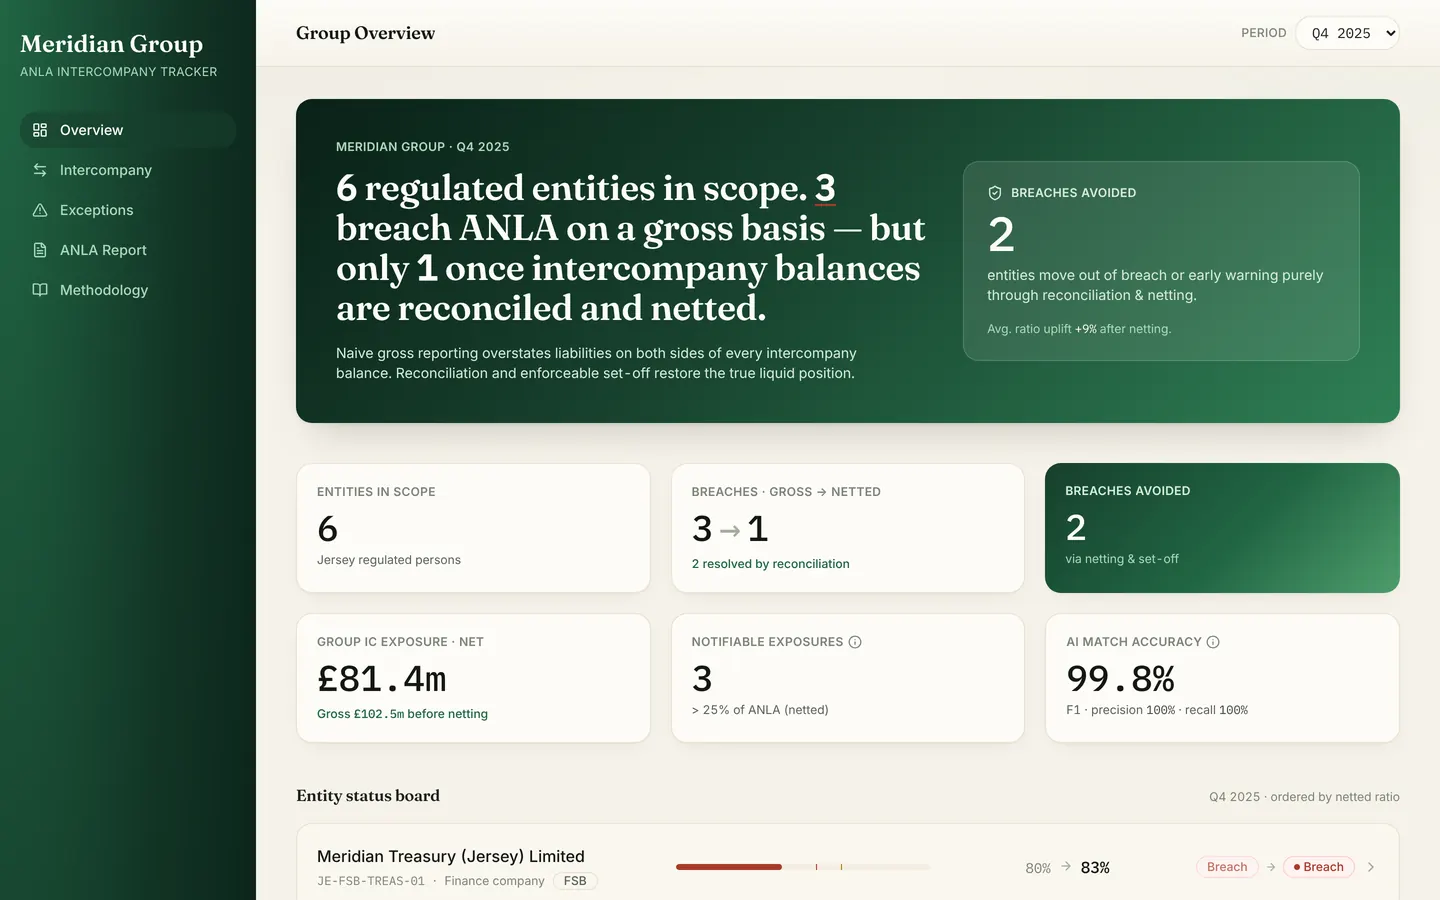 Meridian Group
ANLA INTERCOMPANY TRACKER
Overview
Intercompany
Exceptions
ANLA Report
Methodology
Group Overview
PERIOD
Q4 2025
MERIDIAN GROUP · Q4 2025
6 regulated entities in scope. 3
breach ANLA on a gross basis — but
only 1 once intercompany balances
are reconciled and netted.
Naive gross reporting overstates liabilities on both sides of every intercompany
balance. Reconciliation and enforceable set-off restore the true liquid position.
BREACHES AVOIDED
2
entities move out of breach or early warning purely
through reconciliation & netting.
Avg. ratio uplift +9% after netting.
ENTITIES IN SCOPE
6
Jersey regulated persons
BREACHES · GROSS → NETTED
3 → 1
2 resolved by reconciliation
BREACHES AVOIDED
2
via netting & set-off
GROUP IC EXPOSURE · NET
£81.4m
Gross £102.5m before netting
NOTIFIABLE EXPOSURES
3
> 25% of ANLA (netted)
AI MATCH ACCURACY
99.8%
F1 · precision 100% · recall 100%
Entity status board
Q4 2025 · ordered by netted ratio
Meridian Treasury (Jersey) Limited
JE-FSB-TREAS-01 · Finance company FSB
80% → 83%
Breach → Breach